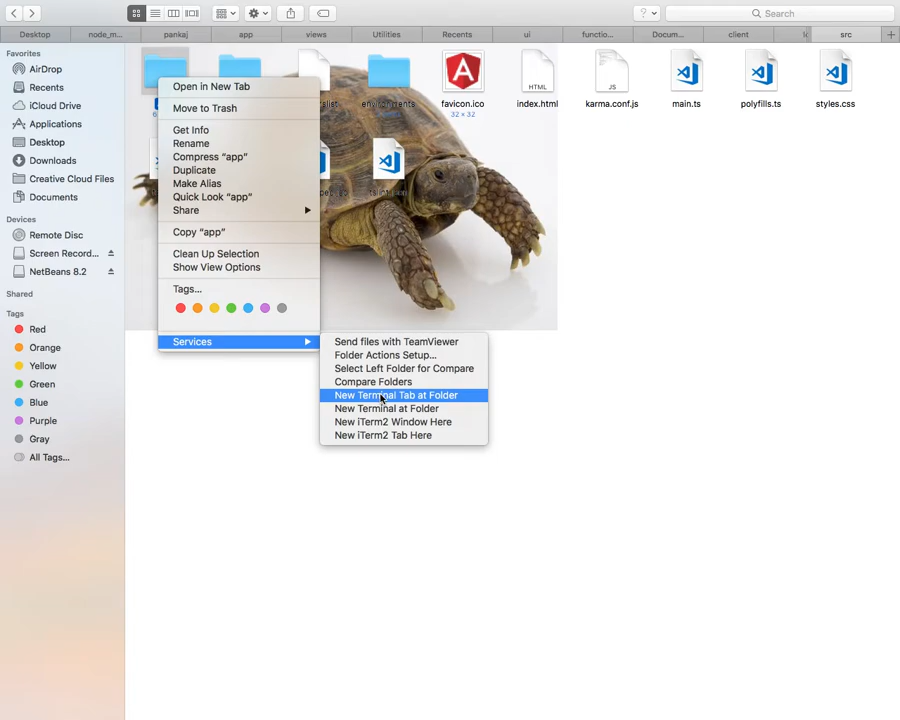 Search
Desktop
node_m...
pankaj
app
views
Utilities
Recents
ui
functio...
Docum...
client
src
Favorites
AirDrop
Recents
iCloud Drive
Applications
Desktop
Downloads
Creative Cloud Files
Documents
Devices
Remote Disc
Screen Record...
NetBeans 8.2
Shared
Tags
Red
Orange
Yellow
Green
Blue
Purple
Gray
All Tags...
environments
favicon.ico
32 × 32
HTML
index.html
JS
karma.conf.js
main.ts
polyfills.ts
styles.css
Open in New Tab
Move to Trash
Get Info
Rename
Compress “app”
Duplicate
Make Alias
Quick Look “app”
Share
Copy “app”
Clean Up Selection
Show View Options
Tags...
Services
Send files with TeamViewer
Folder Actions Setup...
Select Left Folder for Compare
Compare Folders
New Terminal Tab at Folder
New Terminal at Folder
New iTerm2 Window Here
New iTerm2 Tab Here